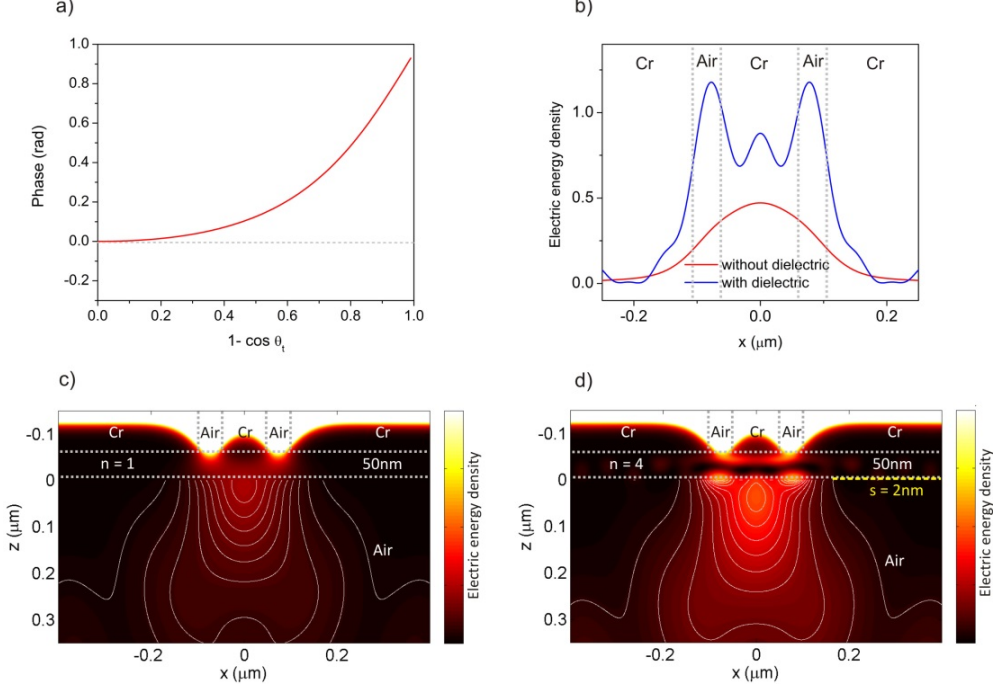 a)
Phase (rad)
1.0
0.8
0.6
0.4
0.2
0.0
-0.2
0.0 0.2 0.4 0.6 0.8 1.0
1- cos θt
b)
Electric energy density
Cr Air Cr Air Cr
1.0
0.5
0.0
without dielectric
with dielectric
-0.2 0.0 0.2
x (μm)
c)
z (μm)
-0.1
0
0.1
0.2
0.3
Cr Air Cr Air Cr
n = 1 50nm
Air
-0.2 0 0.2
x (μm)
Electric energy density
d)
z (μm)
-0.1
0
0.1
0.2
0.3
Cr Air Cr Air Cr
n = 4 50nm
s = 2nm
Air
-0.2 0 0.2
x (μm)
Electric energy density